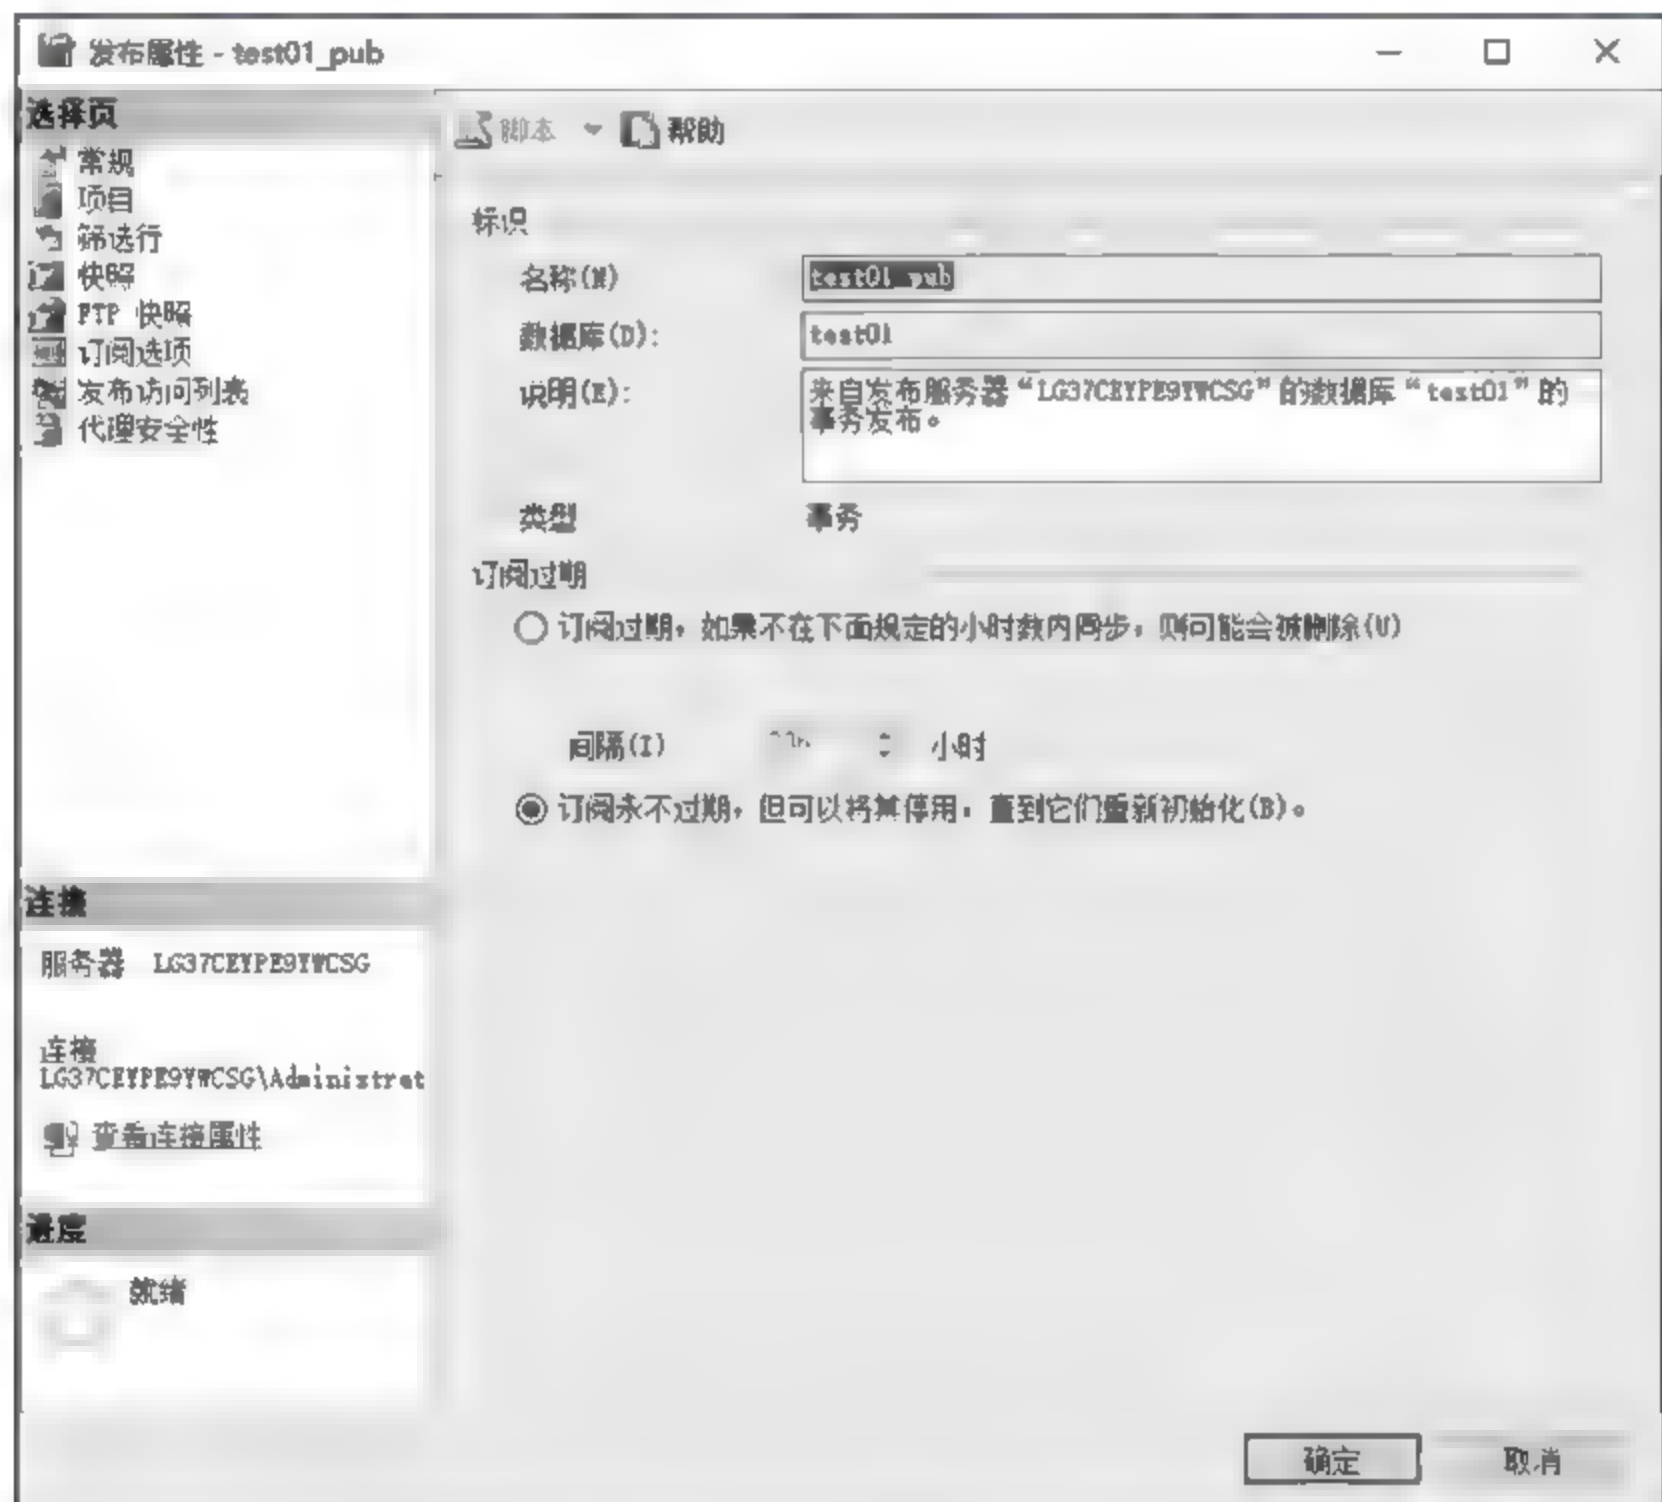 发布属性 - test01_pub
选择页
常规
项目
筛选行
快照
FTP 快照
订阅选项
发布访问列表
代理安全性
脚本 帮助
标识
名称(N) test01_pub
数据库(D): test01
说明(E): 来自发布服务器“LG37CEYPE9YWCSG”的数据库“test01”的
事务发布。
类型 事务
订阅过期
订阅过期，如果不在下面规定的小时数内同步，则可能会被删除(U)
间隔(I) 小时
订阅永不过期，但可以将其停用，直到它们重新初始化(B)。
连接
服务器 LG37CEYPE9YWCSG
连接
LG37CEYPE9YWCSG\Administrat
查看连接属性
进度
就绪
确定 取消